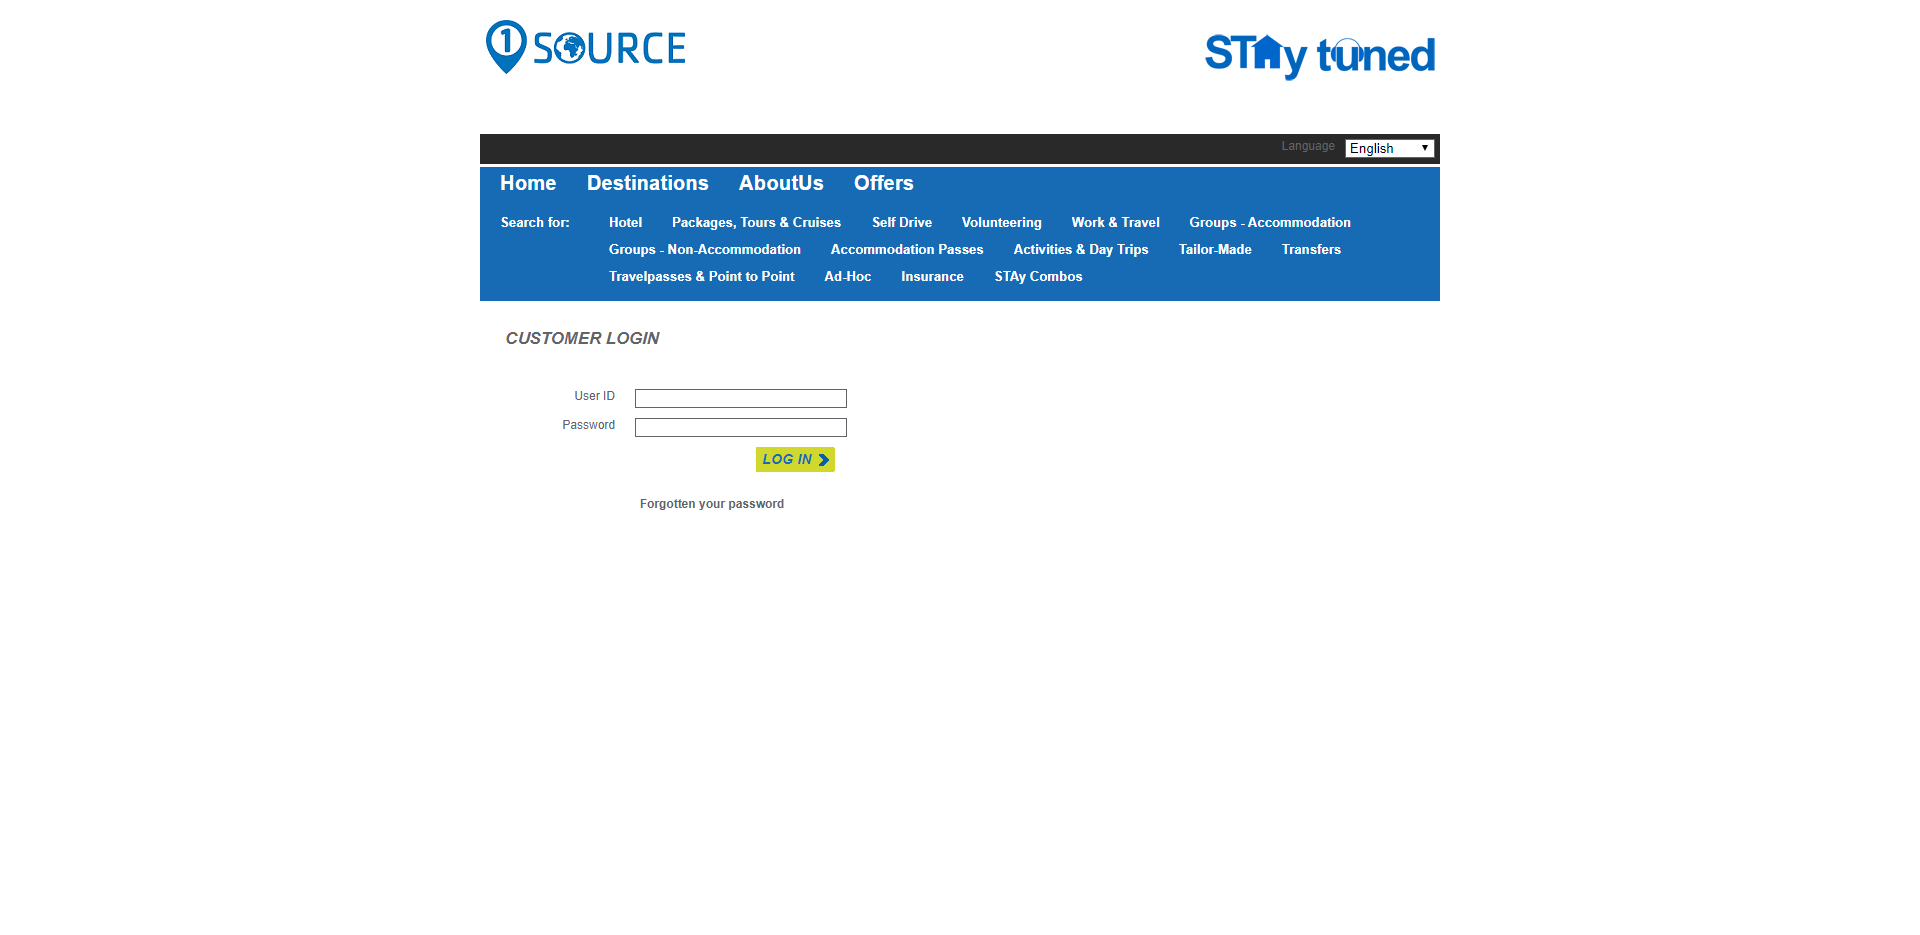 1 SOURCE
STAy tuned
Language English
Home Destinations AboutUs Offers
Search for: Hotel Packages, Tours & Cruises Self Drive Volunteering Work & Travel Groups - Accommodation
Groups - Non-Accommodation Accommodation Passes Activities & Day Trips Tailor-Made Transfers
Travelpasses & Point to Point Ad-Hoc Insurance STAy Combos
CUSTOMER LOGIN
User ID
Password
LOG IN
Forgotten your password